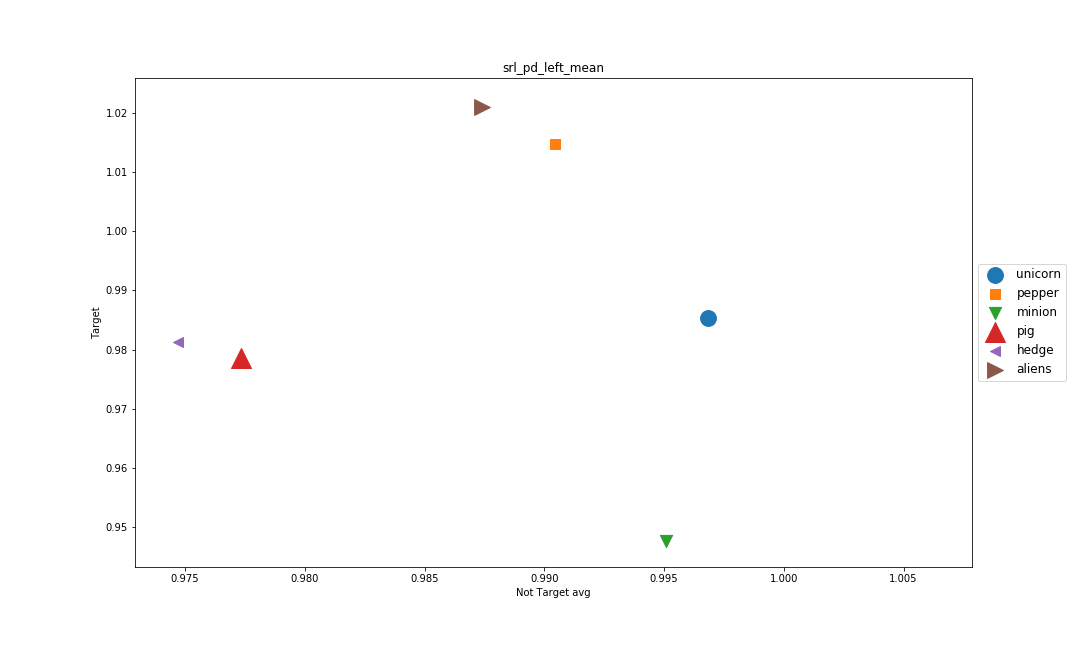 srl_pd_left_mean
1.02
1.01
1.00
0.99
0.98
0.97
0.96
0.95
Target
0.975 0.980 0.985 0.990 0.995 1.000 1.005
Not Target avg
unicorn
pepper
minion
pig
hedge
aliens